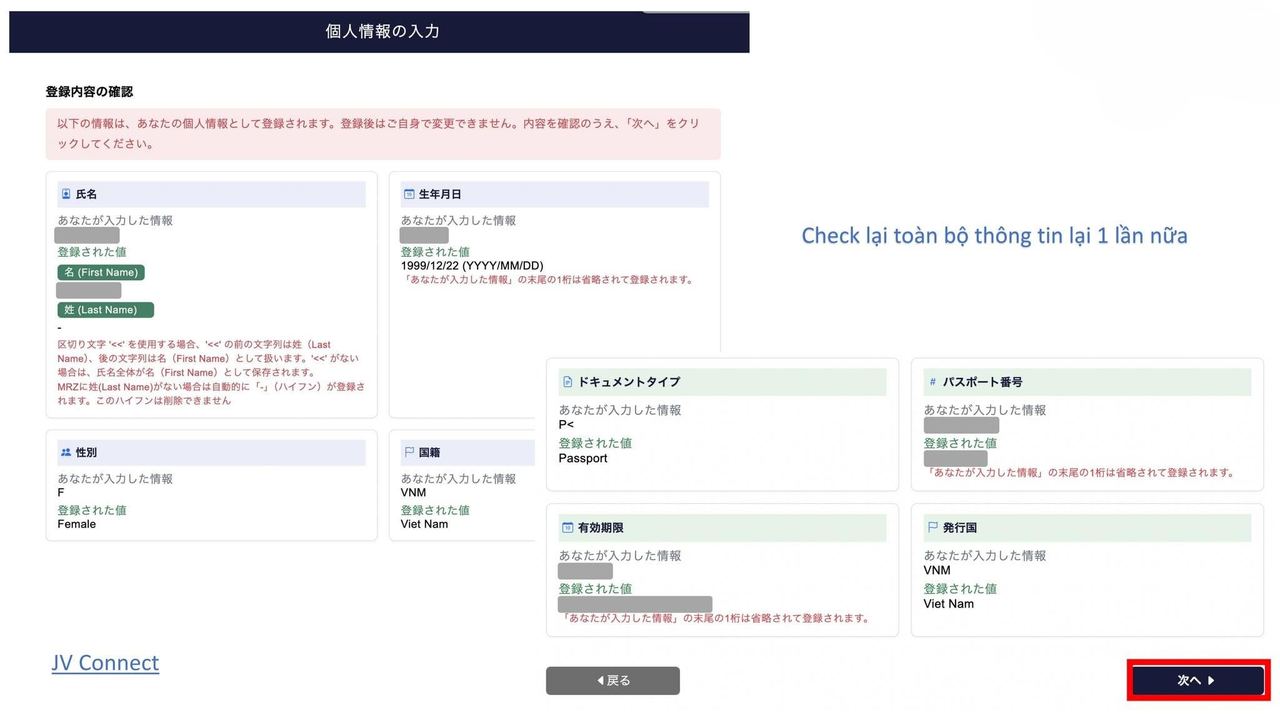 個人情報の入力
登録内容の確認
以下の情報は、あなたの個人情報として登録されます。登録後はご自身で変更できません。内容を確認のうえ、「次へ」をクリ
ックしてください。
氏名
あなたが入力した情報
登録された値
名 (First Name)
姓 (Last Name)
-
区切り文字 '<<' を使用する場合、'<<' の前の文字列は姓（Last
Name）、後の文字列は名（First Name）として扱います。'<<' がない
場合は、氏名全体が名（First Name）として保存されます。
MRZに姓(Last Name)がない場合は自動的に「-」（ハイフン）が登録さ
れます。このハイフンは削除できません
生年月日
あなたが入力した情報
登録された値
1999/12/22 (YYYY/MM/DD)
「あなたが入力した情報」の末尾の1桁は省略されて登録されます。
性別
あなたが入力した情報
F
登録された値
Female
国籍
あなたが入力した情報
VNM
登録された値
Viet Nam
Check lại toàn bộ thông tin lại 1 lần nữa
ドキュメントタイプ
あなたが入力した情報
P<
登録された値
Passport
# パスポート番号
あなたが入力した情報
登録された値
「あなたが入力した情報」の末尾の1桁は省略されて登録されます。
有効期限
あなたが入力した情報
登録された値
「あなたが入力した情報」の末尾の1桁は省略されて登録されます。
発行国
あなたが入力した情報
VNM
登録された値
Viet Nam
JV Connect
戻る
次へ